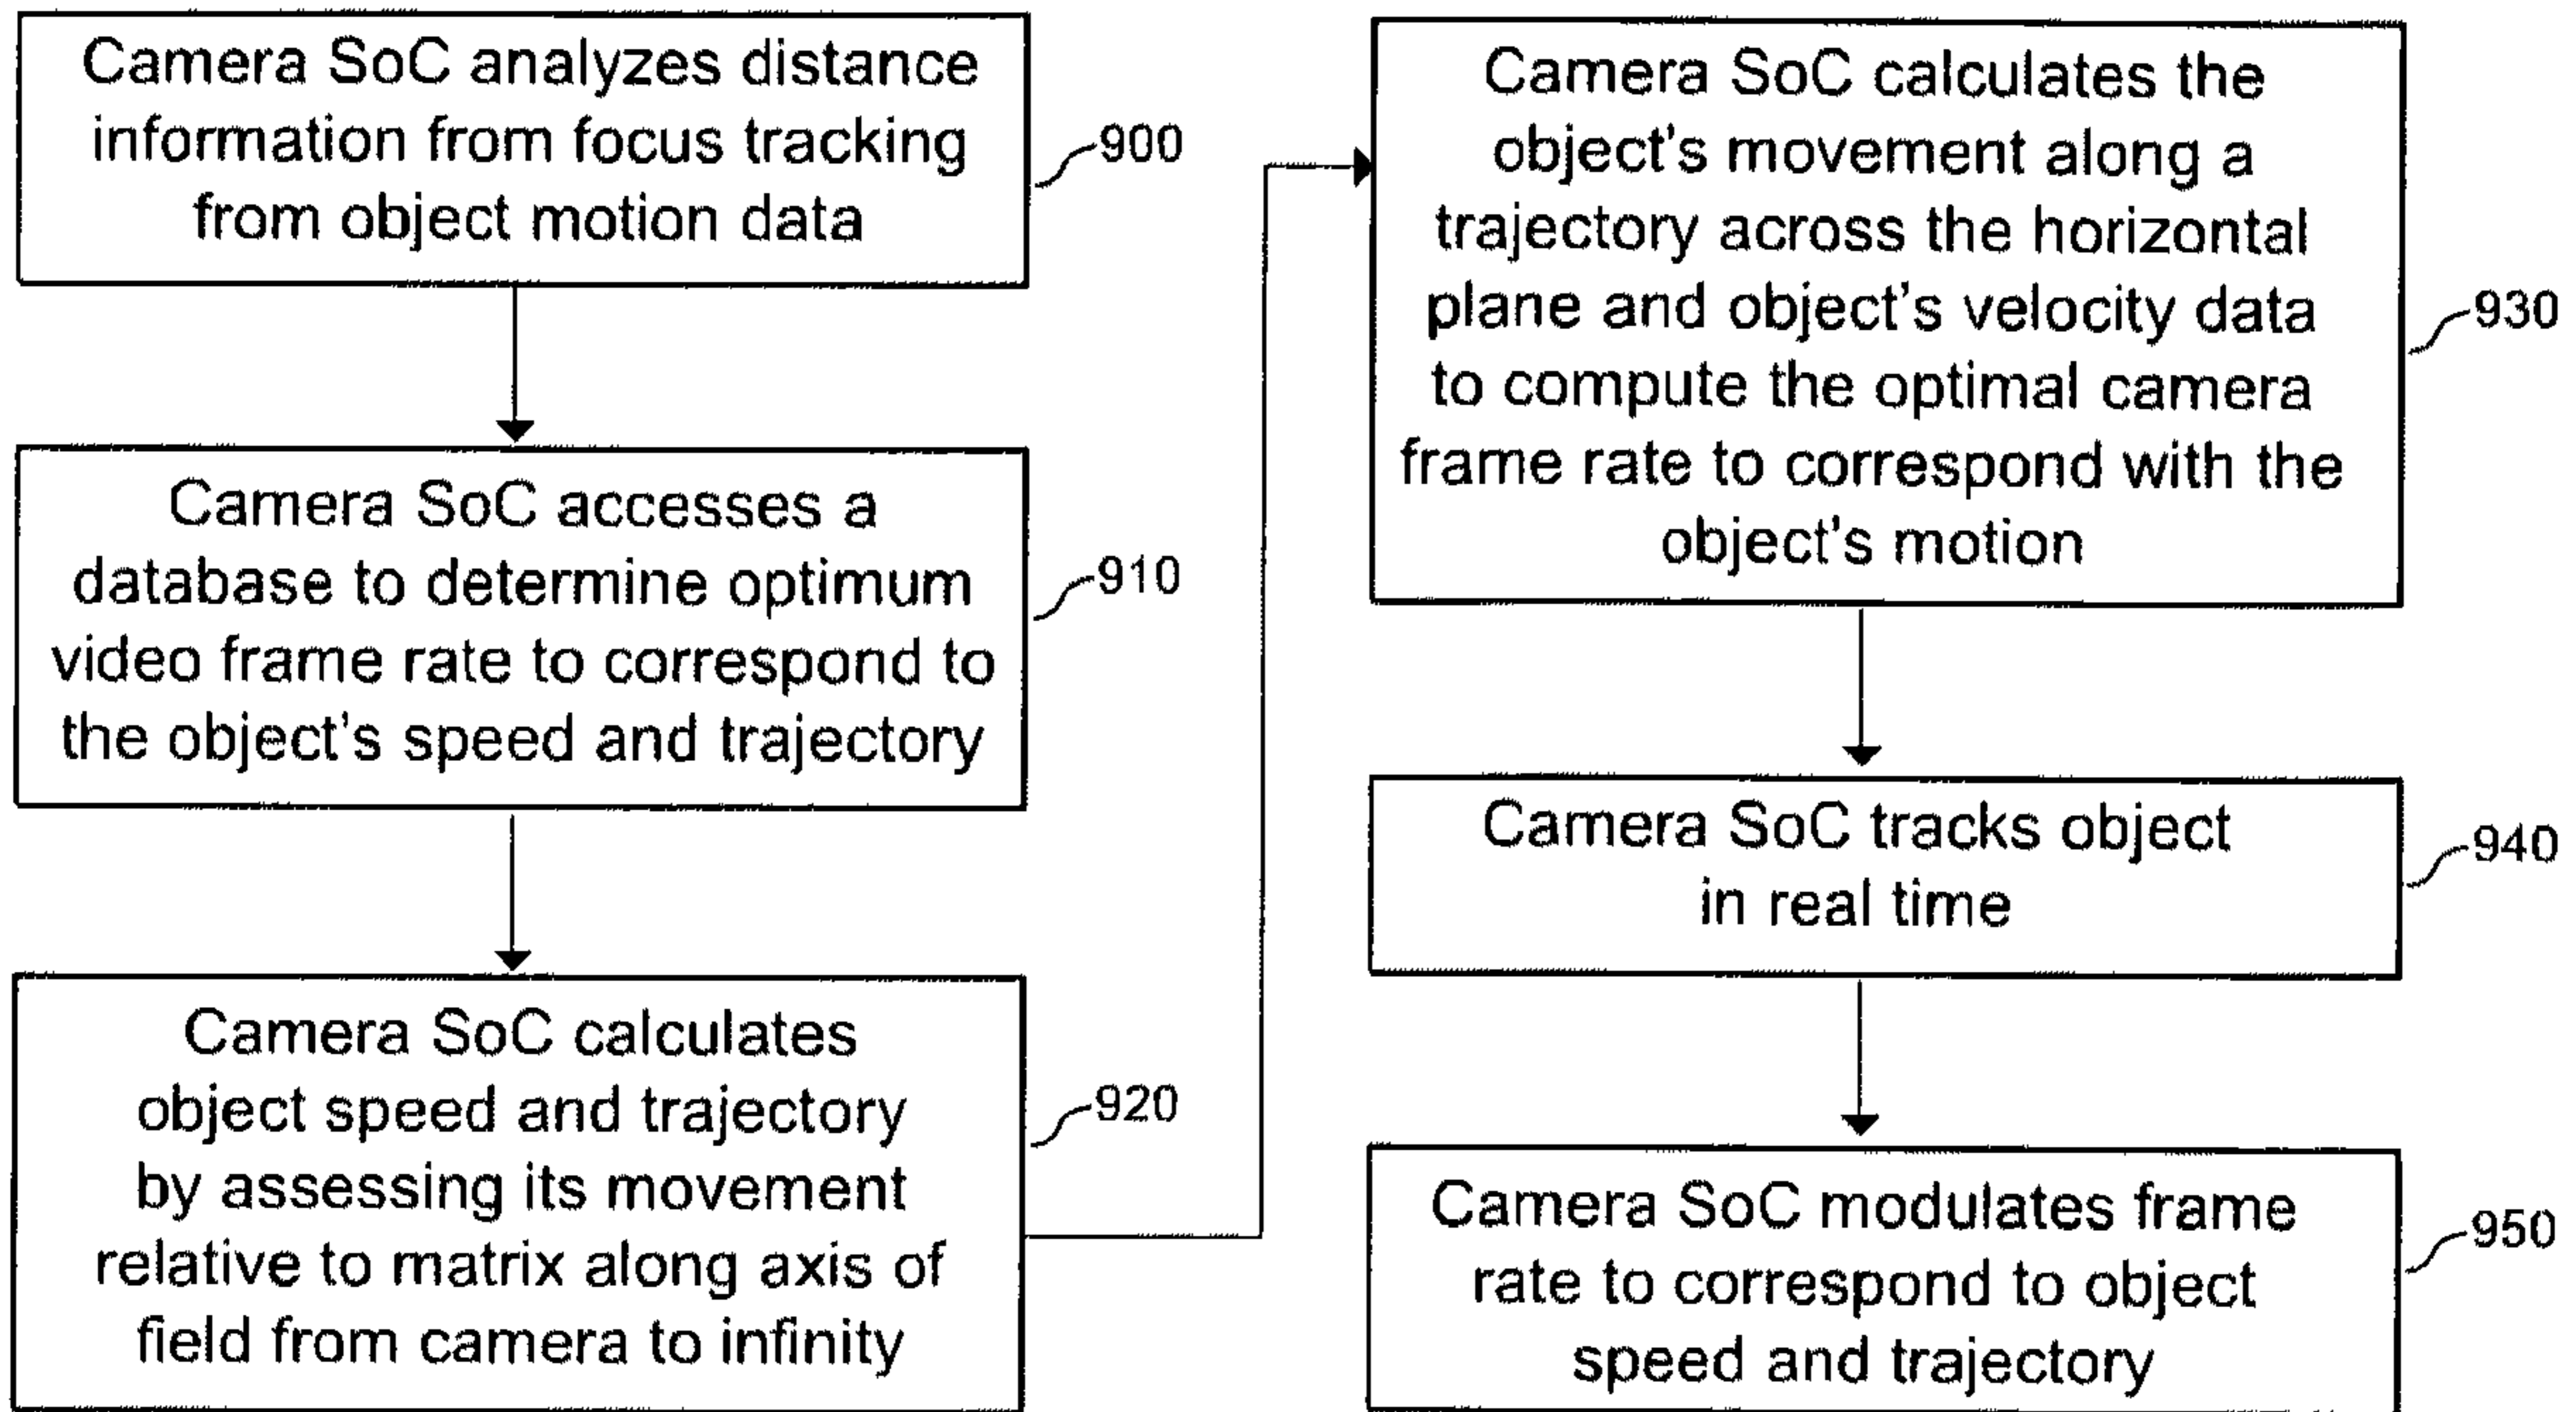 Camera SoC analyzes distance
information from focus tracking
from object motion data
900
Camera SoC accesses a
database to determine optimum
video frame rate to correspond to
the object's speed and trajectory
910
Camera SoC calculates
object speed and trajectory
by assessing its movement
relative to matrix along axis of
field from camera to infinity
920
Camera SoC calculates the
object's movement along a
trajectory across the horizontal
plane and object's velocity data
to compute the optimal camera
frame rate to correspond with the
object's motion
930
Camera SoC tracks object
in real time
940
Camera SoC modulates frame
rate to correspond to object
speed and trajectory
950